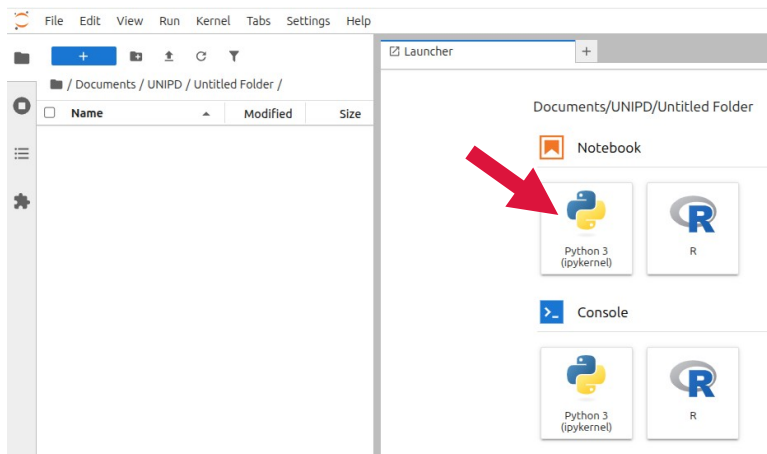 File Edit View Run Kernel Tabs Settings Help
Launcher
/ Documents / UNIPD / Untitled Folder /
Name Modified Size
Documents/UNIPD/Untitled Folder
Notebook
Python 3
(ipykernel)
R
Console
Python 3
(ipykernel)
R